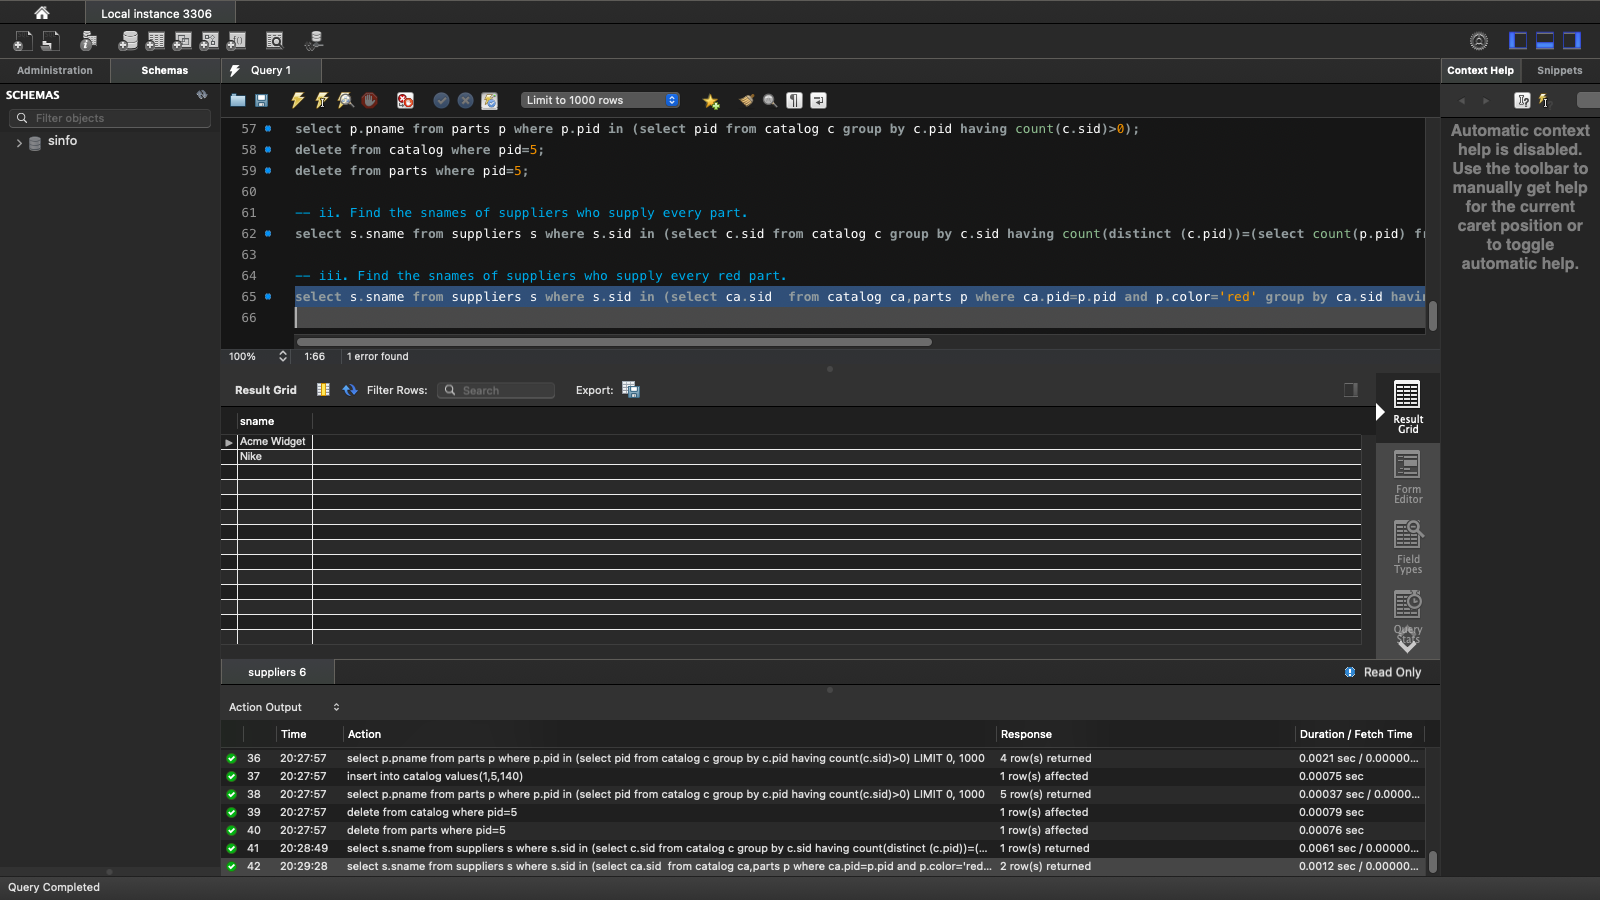 Local instance 3306
Administration
Schemas
Query 1
Context Help
Snippets
SCHEMAS
Filter objects
sinfo
Limit to 1000 rows
57 select p.pname from parts p where p.pid in (select pid from catalog c group by c.pid having count(c.sid)>0);
58 delete from catalog where pid=5;
59 delete from parts where pid=5;
60
61 -- ii. Find the snames of suppliers who supply every part.
62 select s.sname from suppliers s where s.sid in (select c.sid from catalog c group by c.sid having count(distinct (c.pid))=(select count(p.pid) fr
63
64 -- iii. Find the snames of suppliers who supply every red part.
65 select s.sname from suppliers s where s.sid in (select ca.sid  from catalog ca,parts p where ca.pid=p.pid and p.color='red' group by ca.sid havin
66
Automatic context
help is disabled.
Use the toolbar to
manually get help
for the current
caret position or
to toggle
automatic help.
100% 1:66 1 error found
Result Grid Filter Rows: Search Export:
sname
Acme Widget
Nike
Result
Grid
Form
Editor
Field
Types
Query
Stats
suppliers 6
Read Only
Action Output
Time Action Response Duration / Fetch Time
36 20:27:57 select p.pname from parts p where p.pid in (select pid from catalog c group by c.pid having count(c.sid)>0) LIMIT 0, 1000 4 row(s) returned 0.0021 sec / 0.00000...
37 20:27:57 insert into catalog values(1,5,140) 1 row(s) affected 0.00075 sec
38 20:27:57 select p.pname from parts p where p.pid in (select pid from catalog c group by c.pid having count(c.sid)>0) LIMIT 0, 1000 5 row(s) returned 0.00037 sec / 0.0000...
39 20:27:57 delete from catalog where pid=5 1 row(s) affected 0.00079 sec
40 20:27:57 delete from parts where pid=5 1 row(s) affected 0.00076 sec
41 20:28:49 select s.sname from suppliers s where s.sid in (select c.sid from catalog c group by c.sid having count(distinct (c.pid))=(... 1 row(s) returned 0.0061 sec / 0.00000...
42 20:29:28 select s.sname from suppliers s where s.sid in (select ca.sid  from catalog ca,parts p where ca.pid=p.pid and p.color='red... 2 row(s) returned 0.0012 sec / 0.00000...
Query Completed